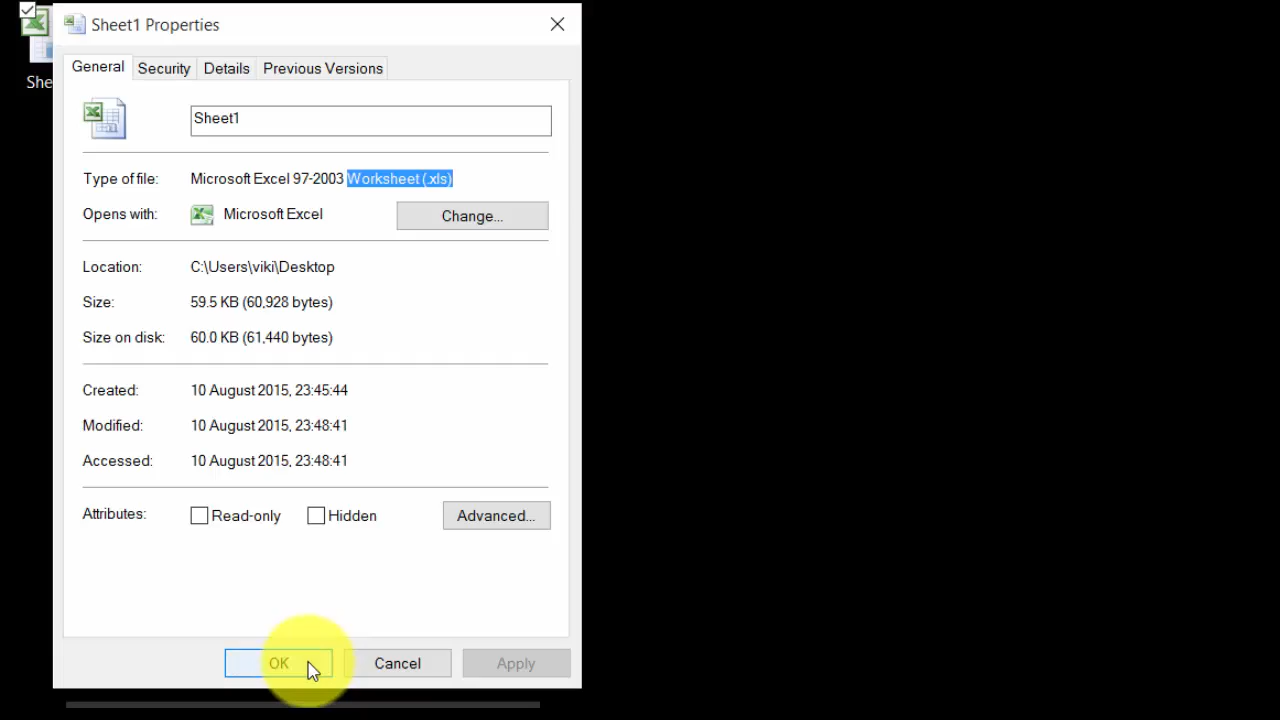 Sheet1 Properties
General Security Details Previous Versions
She
Sheet1
Type of file: Microsoft Excel 97-2003 Worksheet (.xls)
Opens with: Microsoft Excel Change...
Location: C:\Users\viki\Desktop
Size: 59.5 KB (60,928 bytes)
Size on disk: 60.0 KB (61,440 bytes)
Created: 10 August 2015, 23:45:44
Modified: 10 August 2015, 23:48:41
Accessed: 10 August 2015, 23:48:41
Attributes: Read-only Hidden Advanced...
OK Cancel Apply